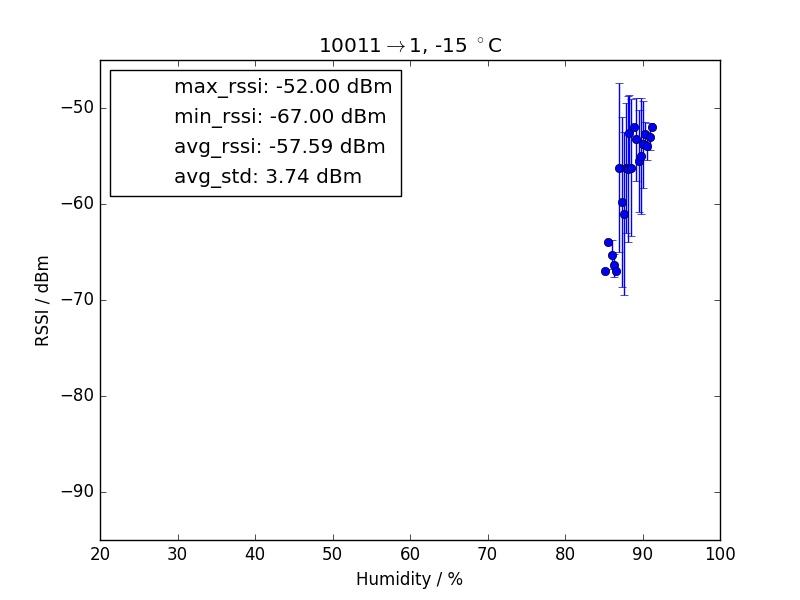 10011→1, -15 °C
max_rssi: -52.00 dBm
min_rssi: -67.00 dBm
avg_rssi: -57.59 dBm
avg_std: 3.74 dBm
−50
−60
−70
−80
−90
RSSI / dBm
20 30 40 50 60 70 80 90 100
Humidity / %